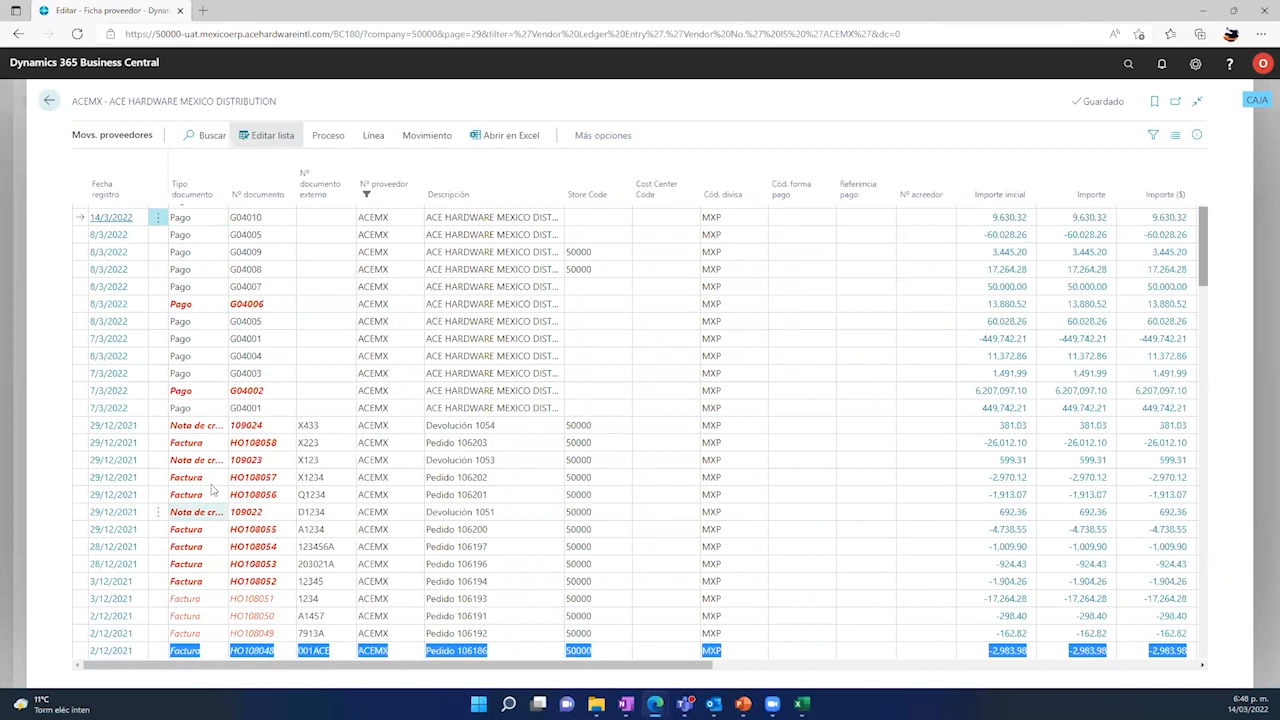 Editar - Ficha proveedor - Dynam
https://50000-uat.mexicoerp.acehardwareintl.com/BC180/?company=50000&page=29&filter=%27Vendor%20Ledger%20Entry%27.%27Vendor%20No.%27%20IS%20%27ACEMX%27&dc=0
Dynamics 365 Business Central
? O
ACEMX - ACE HARDWARE MEXICO DISTRIBUTION
Guardado
CAJA
Movs. proveedores Buscar Editar lista Proceso Línea Movimiento Abrir en Excel Más opciones
Fecha registro Tipo documento Nº documento Nº documento externo Nº proveedor Descripción Store Code Cost Center Code Cód. divisa Cód. forma pago Referencia pago Nº acreedor Importe inicial Importe Importe ($)
14/3/2022 Pago G04010 ACEMX ACE HARDWARE MEXICO DIST... MXP 9,630.32 9,630.32 9,630.32
8/3/2022 Pago G04005 ACEMX ACE HARDWARE MEXICO DIST... MXP -60,028.26 -60,028.26 -60,028.26
8/3/2022 Pago G04009 ACEMX ACE HARDWARE MEXICO DIST... 50000 MXP 3,445.20 3,445.20 3,445.20
8/3/2022 Pago G04008 ACEMX ACE HARDWARE MEXICO DIST... 50000 MXP 17,264.28 17,264.28 17,264.28
8/3/2022 Pago G04007 ACEMX ACE HARDWARE MEXICO DIST... MXP 50,000.00 50,000.00 50,000.00
8/3/2022 Pago G04006 ACEMX ACE HARDWARE MEXICO DIST... MXP 13,880.52 13,880.52 13,880.52
8/3/2022 Pago G04005 ACEMX ACE HARDWARE MEXICO DIST... MXP 60,028.26 60,028.26 60,028.26
7/3/2022 Pago G04001 ACEMX ACE HARDWARE MEXICO DIST... MXP -449,742.21 -449,742.21 -449,742.21
8/3/2022 Pago G04004 ACEMX ACE HARDWARE MEXICO DIST... MXP 11,372.86 11,372.86 11,372.86
7/3/2022 Pago G04003 ACEMX ACE HARDWARE MEXICO DIST... MXP 1,491.99 1,491.99 1,491.99
7/3/2022 Pago G04002 ACEMX ACE HARDWARE MEXICO DIST... MXP 6,207,097.10 6,207,097.10 6,207,097.10
7/3/2022 Pago G04001 ACEMX ACE HARDWARE MEXICO DIST... MXP 449,742.21 449,742.21 449,742.21
29/12/2021 Nota de cr... 109024 X433 ACEMX Devolución 1054 50000 MXP 381.03 381.03 381.03
29/12/2021 Factura HO108058 X223 ACEMX Pedido 106203 50000 MXP -26,012.10 -26,012.10 -26,012.10
29/12/2021 Nota de cr... 109023 X123 ACEMX Devolución 1053 50000 MXP 599.31 599.31 599.31
29/12/2021 Factura HO108057 X1234 ACEMX Pedido 106202 50000 MXP -2,970.12 -2,970.12 -2,970.12
29/12/2021 Factura HO108056 Q1234 ACEMX Pedido 106201 50000 MXP -1,913.07 -1,913.07 -1,913.07
29/12/2021 Nota de cr... 109022 D1234 ACEMX Devolución 1051 50000 MXP 692.36 692.36 692.36
29/12/2021 Factura HO108055 A1234 ACEMX Pedido 106200 50000 MXP -4,738.55 -4,738.55 -4,738.55
28/12/2021 Factura HO108054 123456A ACEMX Pedido 106197 50000 MXP -1,009.90 -1,009.90 -1,009.90
28/12/2021 Factura HO108053 203021A ACEMX Pedido 106196 50000 MXP -924.43 -924.43 -924.43
3/12/2021 Factura HO108052 12345 ACEMX Pedido 106194 50000 MXP -1,904.26 -1,904.26 -1,904.26
3/12/2021 Factura HO108051 1234 ACEMX Pedido 106193 50000 MXP -17,264.28 -17,264.28 -17,264.28
2/12/2021 Factura HO108050 A1457 ACEMX Pedido 106191 50000 MXP -298.40 -298.40 -298.40
2/12/2021 Factura HO108049 7913A ACEMX Pedido 106192 50000 MXP -162.82 -162.82 -162.82
2/12/2021 Factura HO108048 001ACE ACEMX Pedido 106186 50000 MXP -2,983.98 -2,983.98 -2,983.98
11°C
Torm eléc inten
6:48 p. m.
14/03/2022